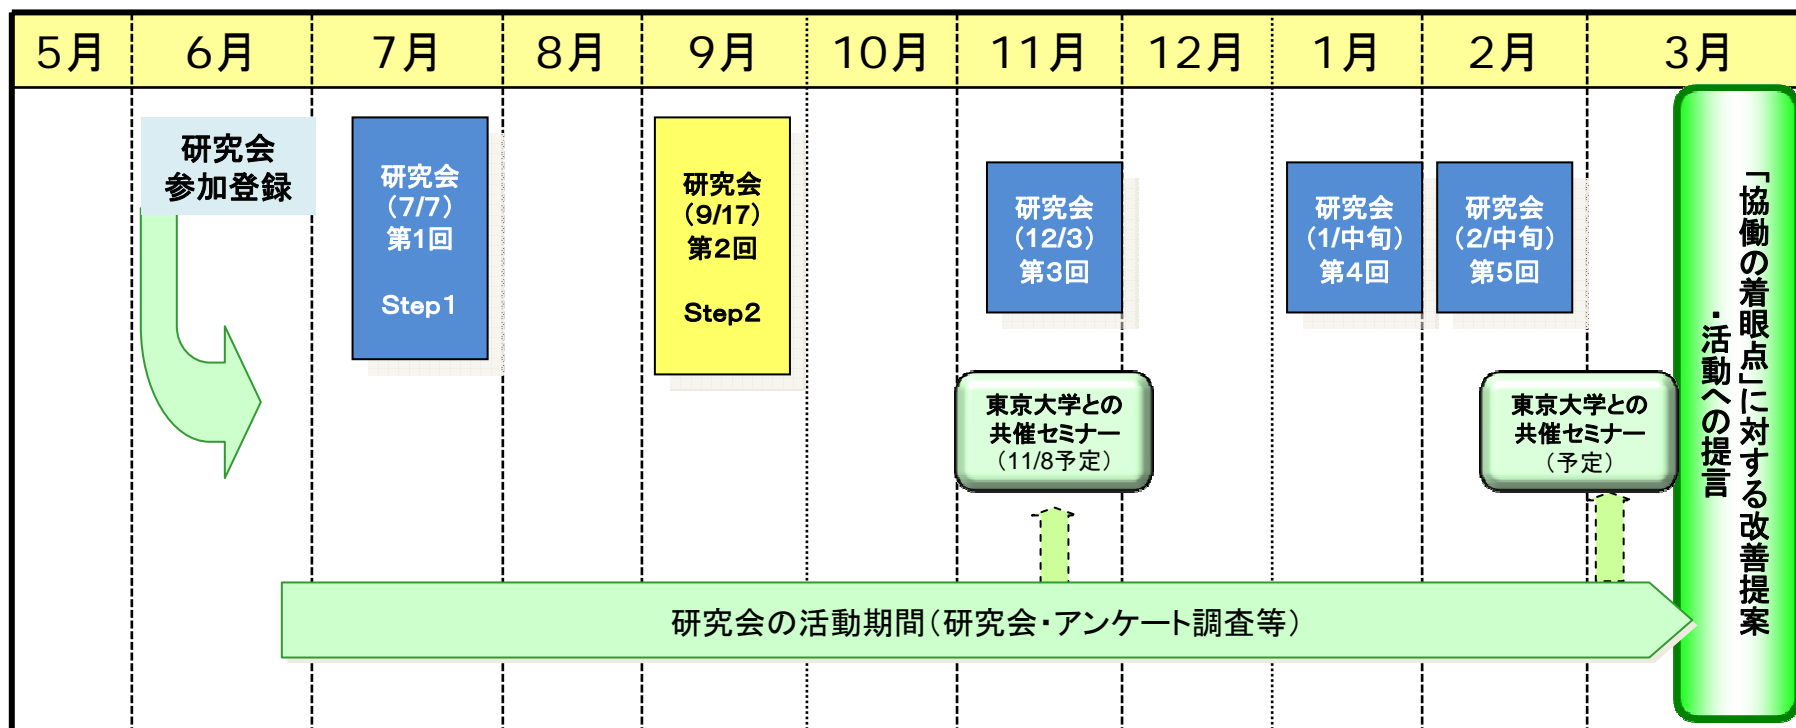 5月 6月 7月 8月 9月 10月 11月 12月 1月 2月 3月
研究会
参加登録
研究会
(7/7)
第1回
Step1
研究会
(9/17)
第2回
Step2
研究会
(12/3)
第3回
研究会
(1/中旬)
第4回
研究会
(2/中旬)
第5回
東京大学との
共催セミナー
(11/8予定)
東京大学との
共催セミナー
(予定)
「協働の着眼点」に対する改善提案
・活動への提言
研究会の活動期間(研究会・アンケート調査等)